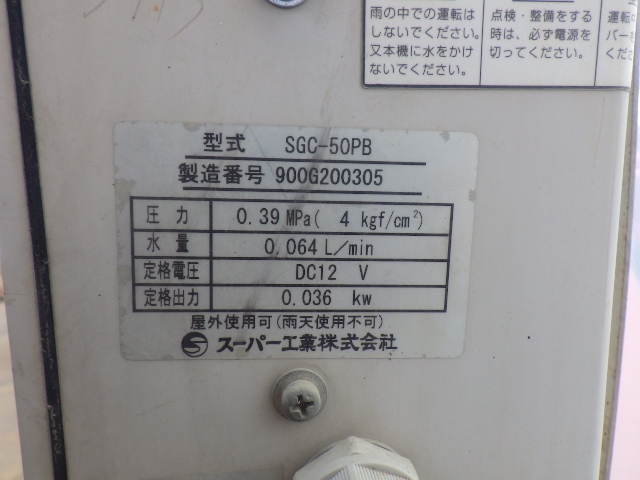 雨の中での運転は
しないでください。
又本機に水をかけ
ないでください。
点検・整備をする
時は、必ず電源を
切ってください。
型式 SGC-50PB
製造番号 900G200305
圧力 0.39 MPa( 4 kgf/cm²)
水量 0.064 L/min
定格電圧 DC12 V
定格出力 0.036 kw
屋外使用可(雨天使用不可)
スーパー工業株式会社